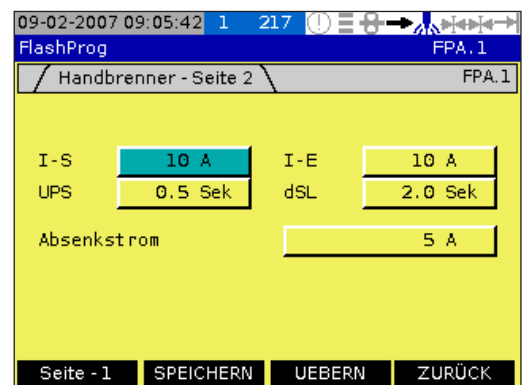 09-02-2007 09:05:42 1 217
FlashProg FPA.1
Handbrenner - Seite 2 FPA.1
I-S 10 A I-E 10 A
UPS 0.5 Sek dSL 2.0 Sek
Absenkstrom 5 A
Seite - 1 SPEICHERN UEBERN ZURÜCK